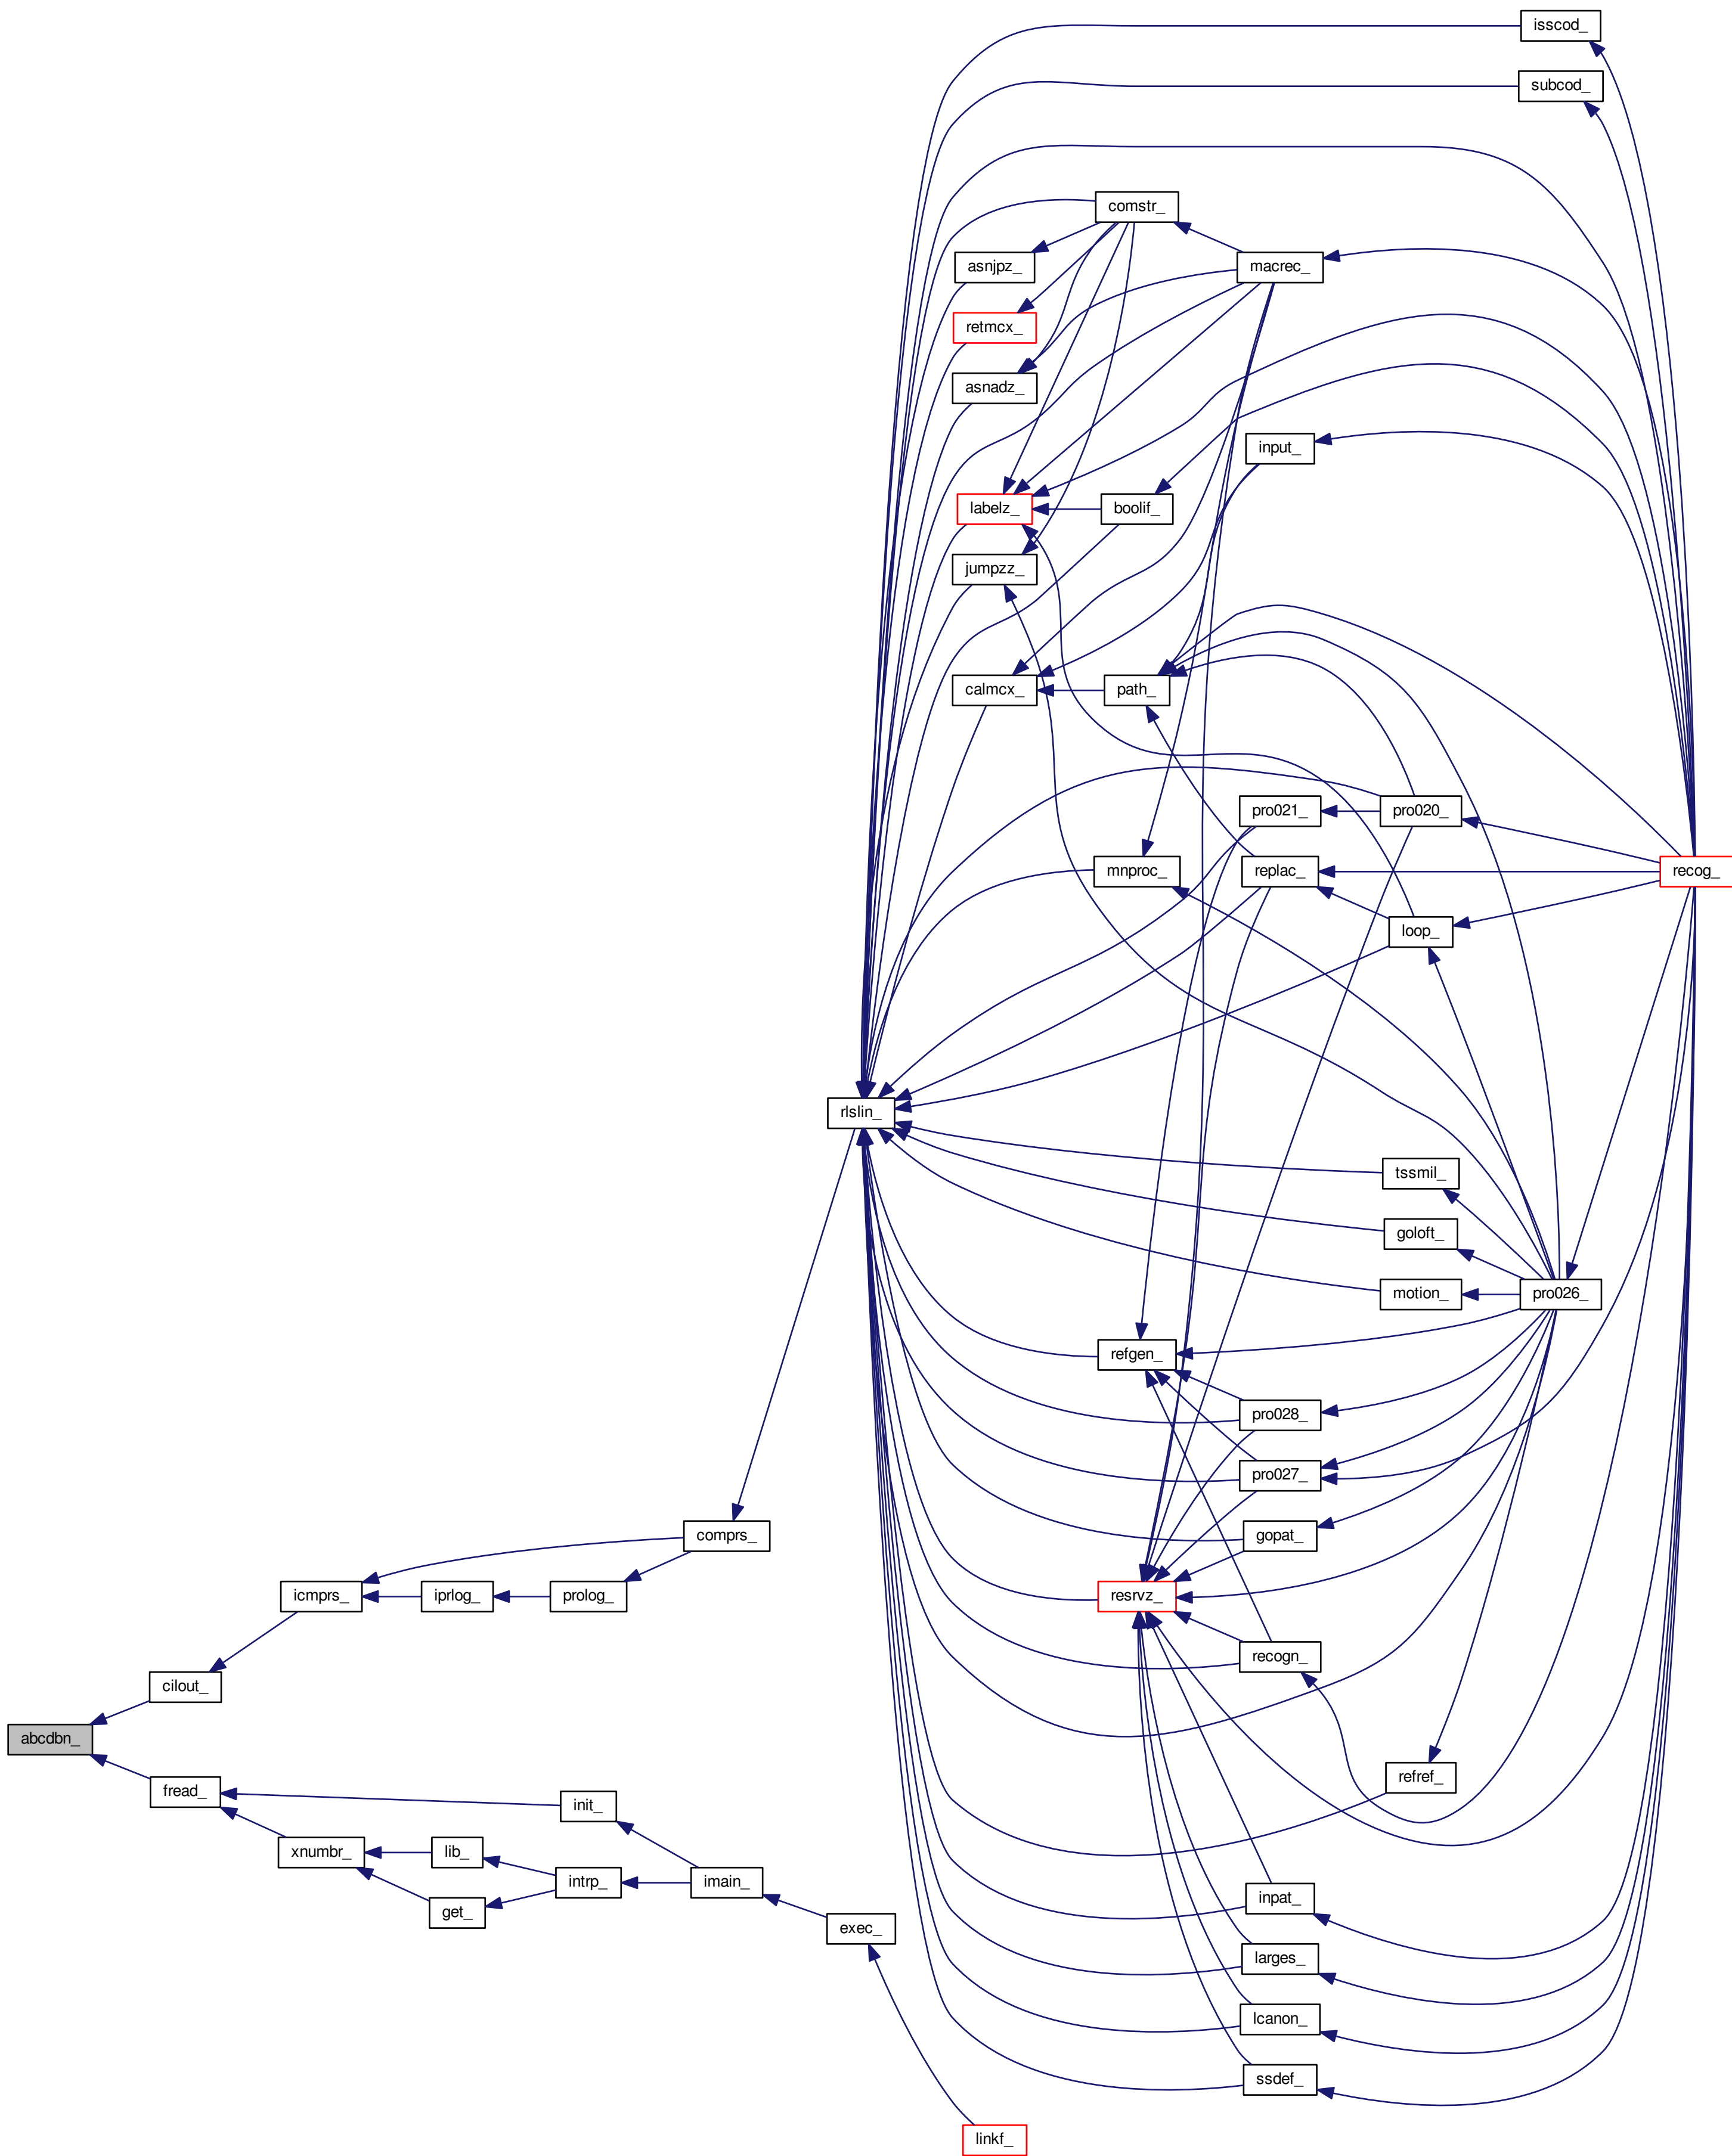 isscod_
subcod_
comstr_
asnjpz_
macrec_
retmcx_
asnadz_
input_
labelz_
boolif_
jumpzz_
calmcx_
path_
pro021_
pro020_
mnproc_
replac_
recog_
loop_
rlslin_
tssmil_
goloft_
motion_
pro026_
refgen_
pro028_
pro027_
comprs_
gopat_
icmprs_
iprlog_
prolog_
resrvz_
recogn_
cilout_
abcdbn_
refref_
fread_
init_
xnumbr_
lib_
intrp_
imain_
inpat_
get_
exec_
larges_
lcanon_
ssdef_
linkf_